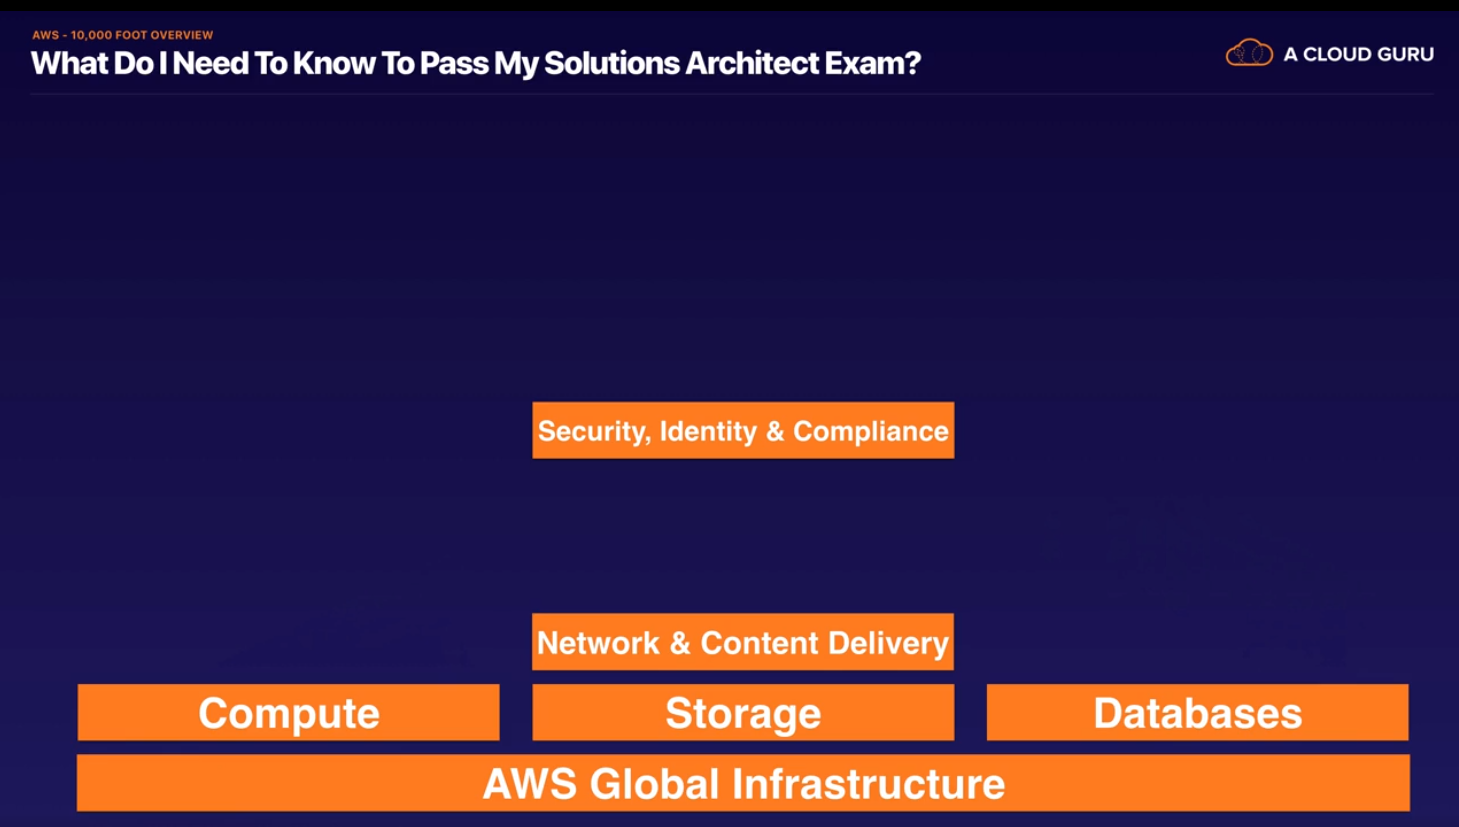 AWS - 10,000 FOOT OVERVIEW
What Do I Need To Know To Pass My Solutions Architect Exam?
A CLOUD GURU
Security, Identity & Compliance
Network & Content Delivery
Compute
Storage
Databases
AWS Global Infrastructure